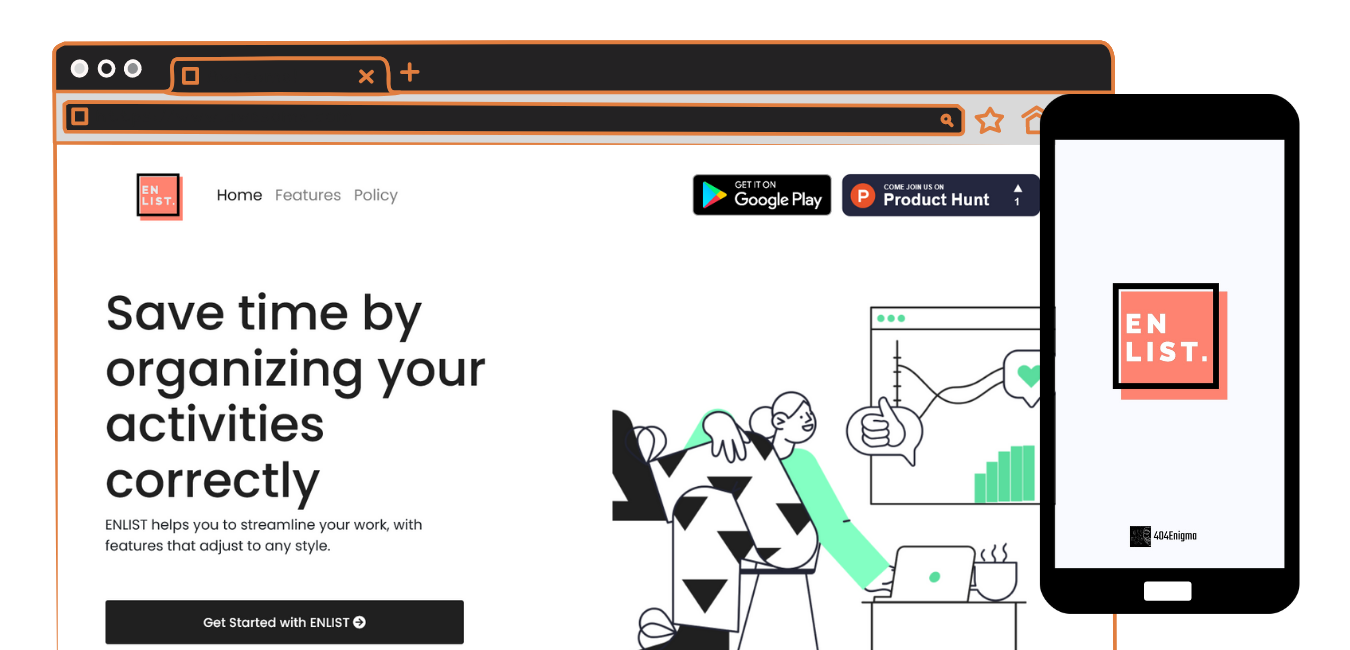 EN
LIST.
Home Features Policy
GET IT ON
Google Play
COME JOIN US ON
Product Hunt
1
Save time by
organizing your
activities
correctly
ENLIST helps you to streamline your work, with
features that adjust to any style.
Get Started with ENLIST
EN
LIST.
404Enigma